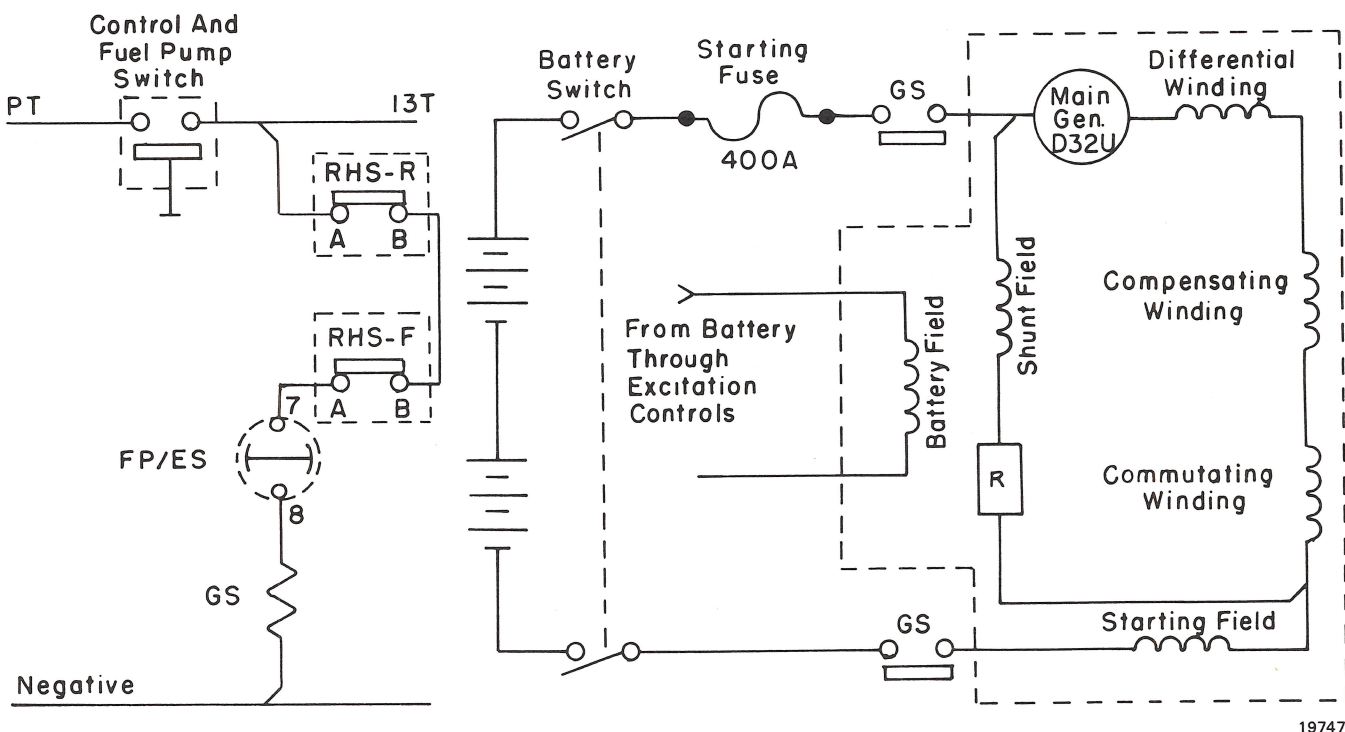 Control And
Fuel Pump
Switch
PT
13T
RHS-R
A B
RHS-F
A B
7
FP/ES
8
GS
Negative
Battery
Switch
Starting
Fuse
400A
GS
Main
Gen.
D32U
Differential
Winding
From Battery
Through
Excitation
Controls
Battery Field
Shunt Field
R
Compensating
Winding
Commutating
Winding
GS
Starting Field
19747